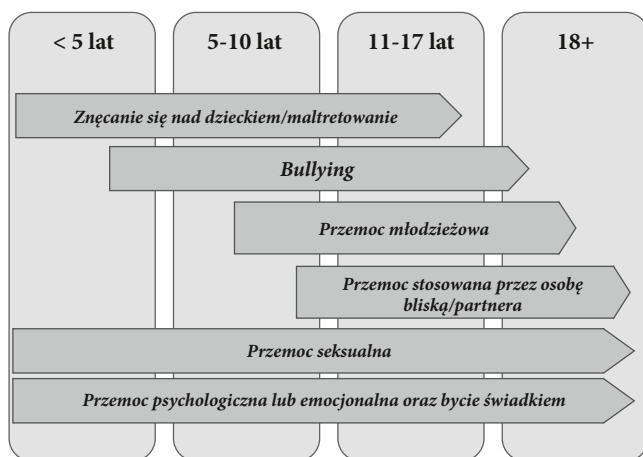 < 5 lat
5-10 lat
11-17 lat
18+
Znęcanie się nad dzieckiem/maltretowanie
Bullying
Przemoc młodzieżowa
Przemoc stosowana przez osobę
bliską/partnera
Przemoc seksualna
Przemoc psychologiczna lub emocjonalna oraz bycie świadkiem